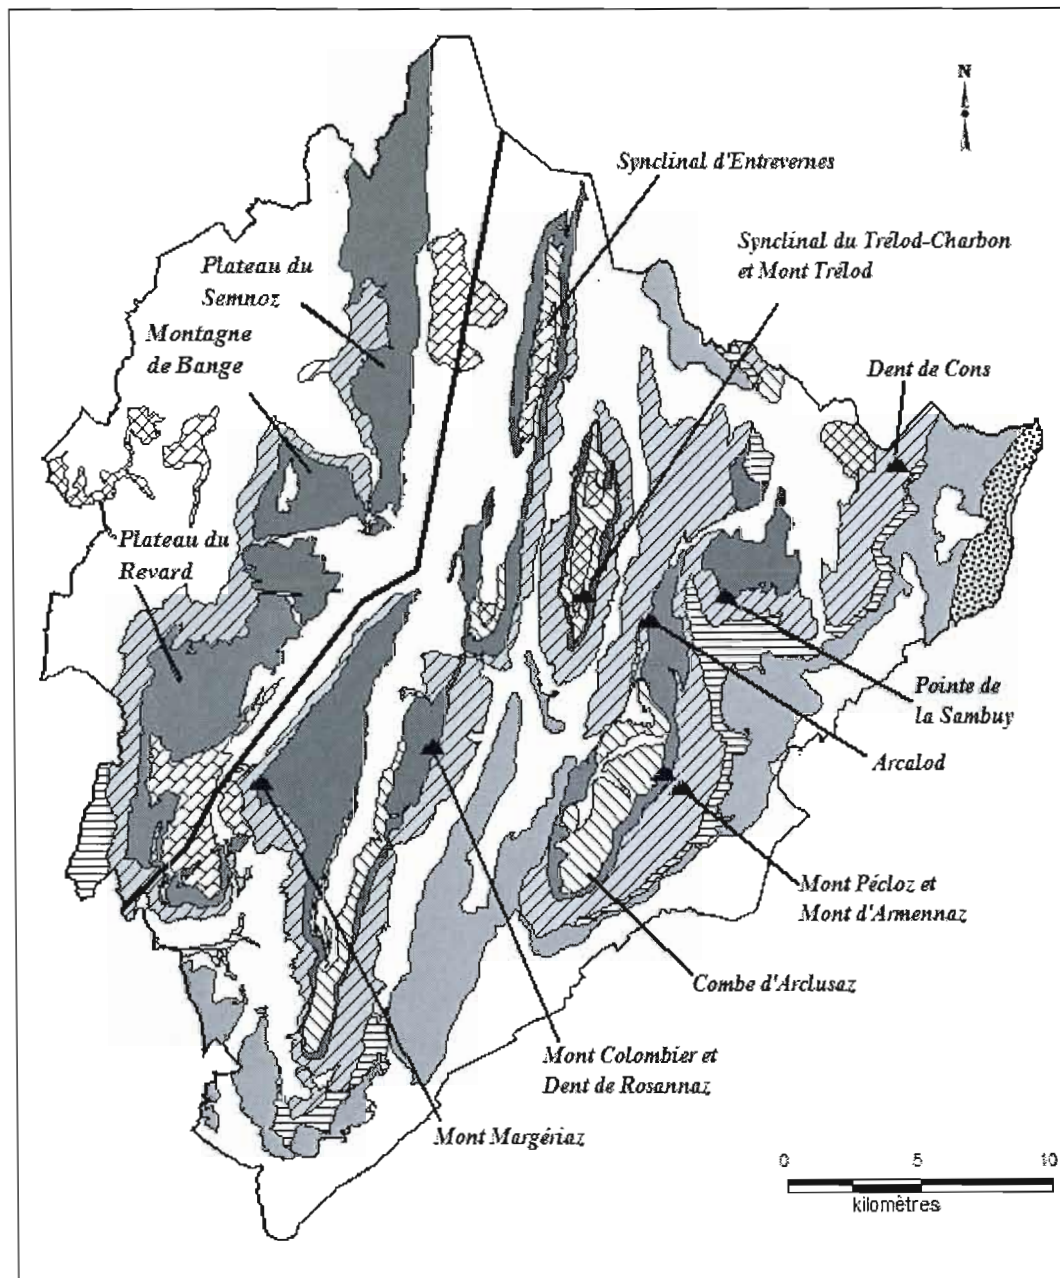 N
Synclinal d'Entrevernes
Synclinal du Trélod-Charbon
et Mont Trélod
Plateau du
Semnoz
Montagne
de Bange
Dent de Cons
Plateau du
Revard
Pointe de
la Sambuy
Arcalod
Mont Pécloz et
Mont d'Armennaz
Combe d'Arclusaz
Mont Colombier et
Dent de Rosannaz
Mont Margériaz
0 5 10
kilomètres